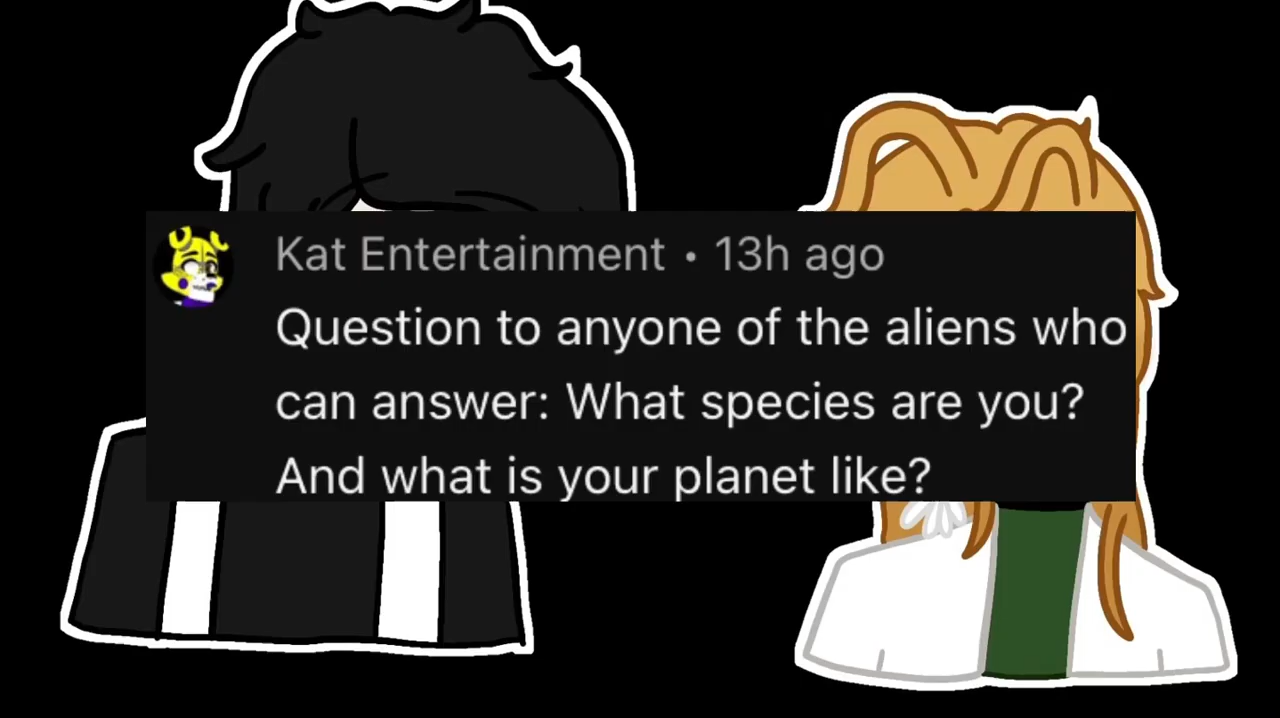 Kat Entertainment • 13h ago
Question to anyone of the aliens who
can answer: What species are you?
And what is your planet like?